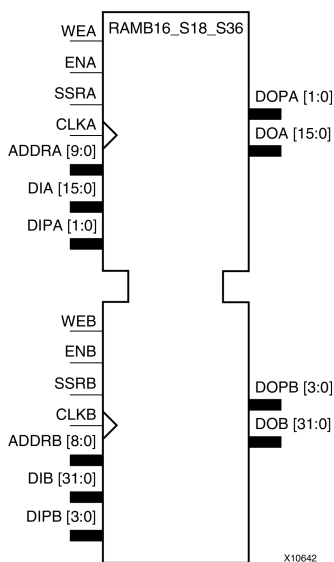 RAMB16_S18_S36
WEA
ENA
SSRA
CLKA
ADDRA [9:0]
DIA [15:0]
DIPA [1:0]
DOPA [1:0]
DOA [15:0]
WEB
ENB
SSRB
CLKB
ADDRB [8:0]
DIB [31:0]
DIPB [3:0]
DOPB [3:0]
DOB [31:0]
X10642